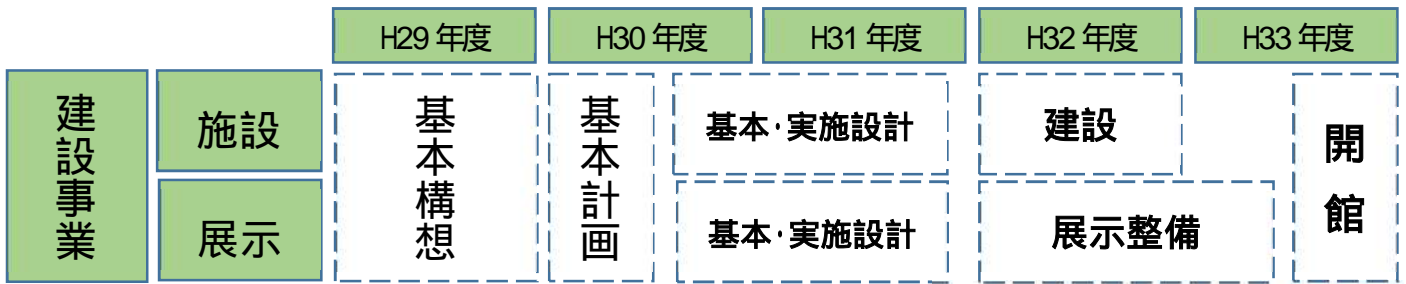 H29年度 H30年度 H31年度 H32年度 H33年度
建設事業
施設
展示
基本構想
基本計画
基本・実施設計
基本・実施設計
建設
展示整備
開館